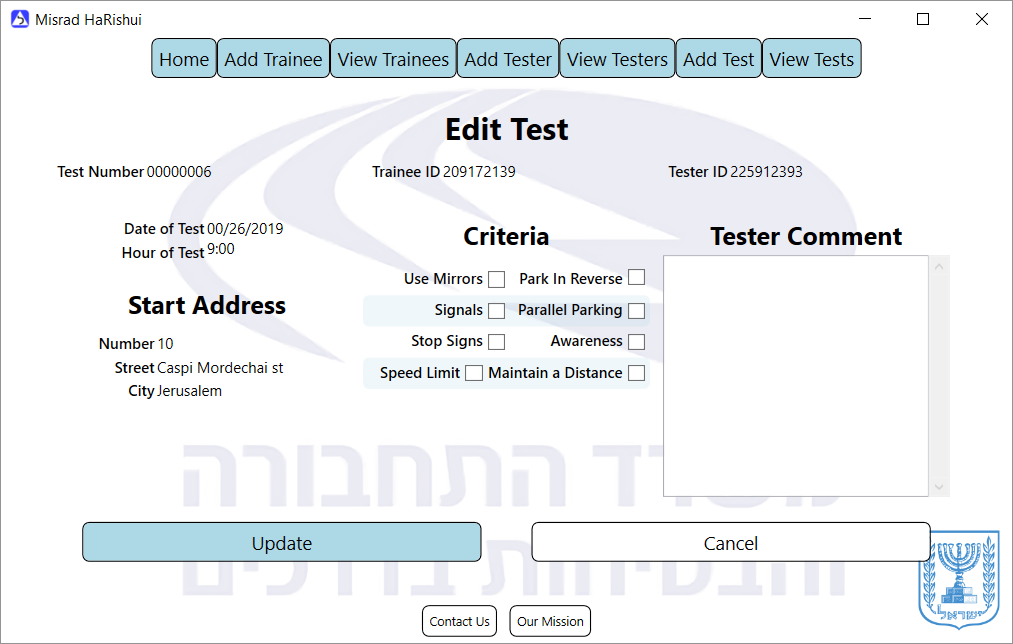 Misrad HaRishui
Home Add Trainee View Trainees Add Tester View Testers Add Test View Tests
Edit Test
Test Number 00000006 Trainee ID 209172139 Tester ID 225912393
Date of Test 00/26/2019
Hour of Test 9:00
Criteria
Tester Comment
Use Mirrors Park In Reverse
Signals Parallel Parking
Stop Signs Awareness
Speed Limit Maintain a Distance
Start Address
Number 10
Street Caspi Mordechai st
City Jerusalem
משרד התחבורה
והבטיחות בדרכים
Update Cancel
ישראל
Contact Us Our Mission